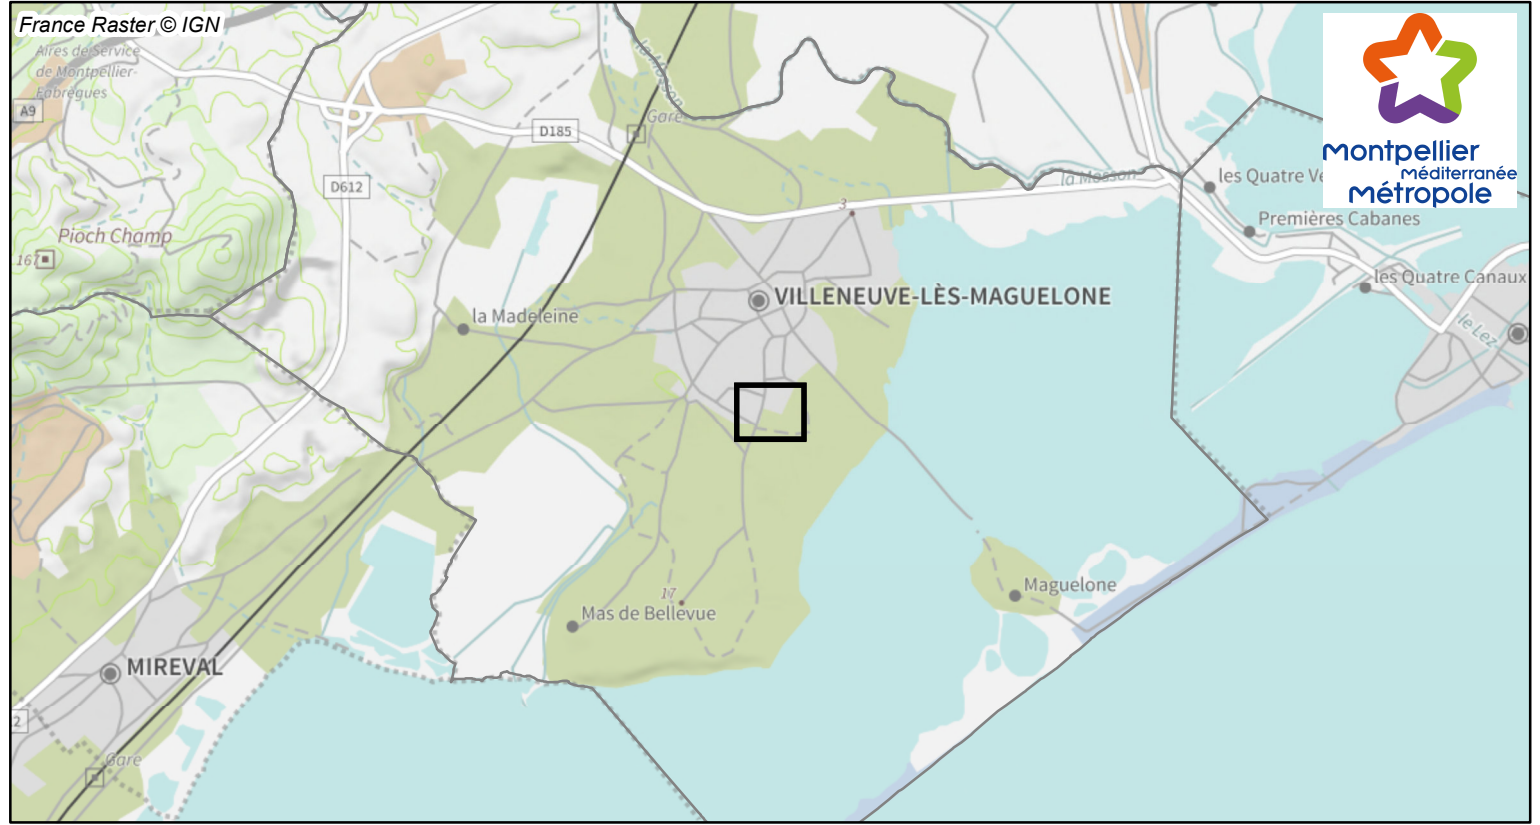 France Raster © IGN
Aires de Service
de Montpellier-
Fabrègues
A9
la Mosson
Gare
D185
D612
Pioch Champ
167
la Mosson
3
les Quatre Ve
Premières Cabanes
les Quatre Canaux
le Lez
Montpellier
méditerranée
Métropole
VILLENEUVE-LÈS-MAGUELONE
la Madeleine
17
Mas de Bellevue
Maguelone
MIREVAL
2
Gare